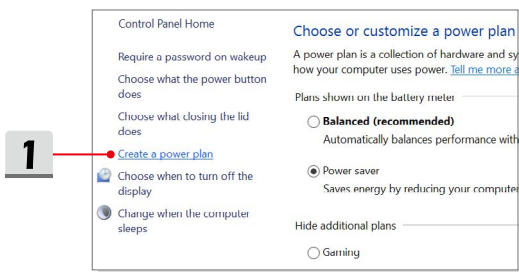 Control Panel Home
Require a password on wakeup
Choose what the power button
does
Choose what closing the lid
does
Create a power plan
Choose when to turn off the
display
Change when the computer
sleeps
1
Choose or customize a power plan
A power plan is a collection of hardware and sy
how your computer uses power. Tell me more a
Plans shown on the battery meter
Balanced (recommended)
Automatically balances performance with
Power saver
Saves energy by reducing your computer
Hide additional plans
Gaming